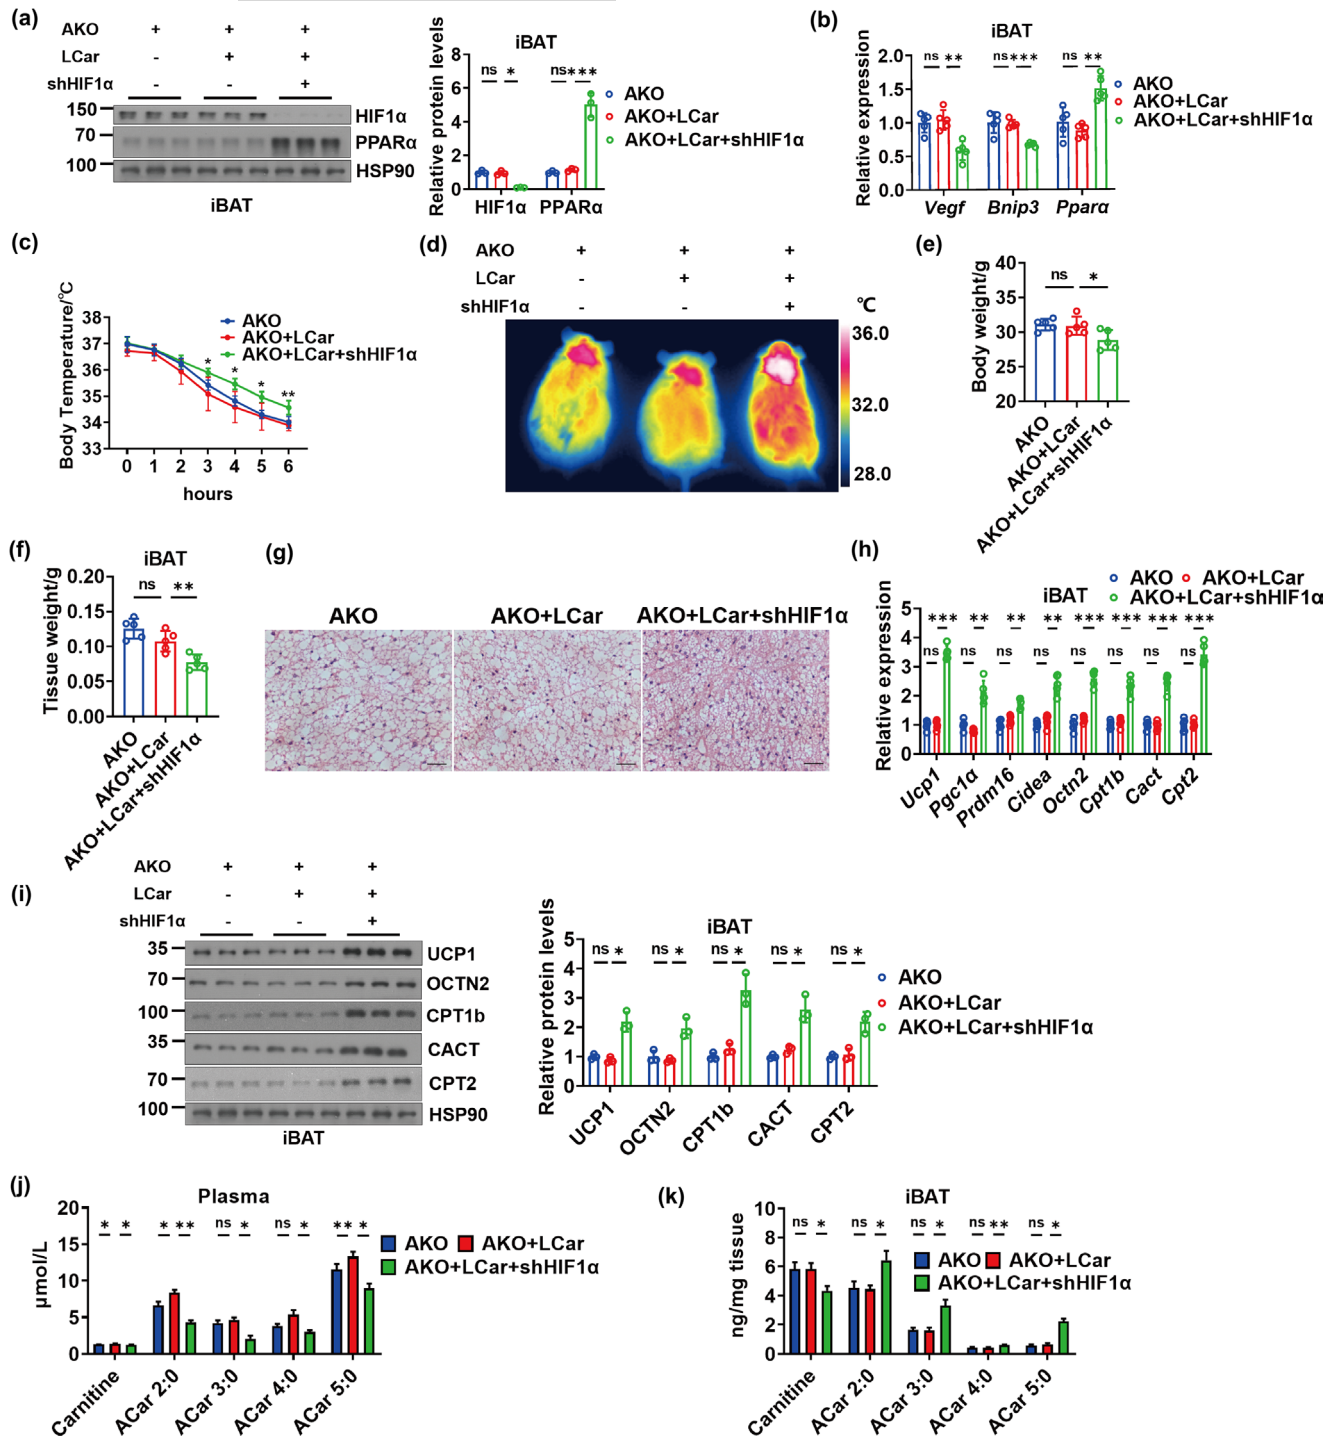 (a)
AKO + + +
LCar - + +
shHIF1α - - +
150 HIF1α
70 PPARα
100 HSP90
iBAT
iBAT
Relative protein levels
8
6
4
2
0
ns * ns ***
HIF1α PPARα
AKO
AKO+LCar
AKO+LCar+shHIF1α
(b)
iBAT
Relative expression
2.0
1.5
1.0
0.5
0.0
ns ** ns *** ns **
Vegf Bnip3 Pparα
AKO
AKO+LCar
AKO+LCar+shHIF1α
(c)
Body Temperature/℃
38
37
36
35
34
33
0 1 2 3 4 5 6
hours
* * * **
AKO
AKO+LCar
AKO+LCar+shHIF1α
(d)
AKO + + +
LCar - + +
shHIF1α - - +
℃
36.0
32.0
28.0
(e)
Body weight/g
40
35
30
25
20
ns *
AKO
AKO+LCar
AKO+LCar+shHIF1α
(f)
iBAT
Tissue weight/g
0.20
0.15
0.10
0.05
0.00
ns **
AKO
AKO+LCar
AKO+LCar+shHIF1α
(g)
AKO AKO+LCar AKO+LCar+shHIF1α
(h)
AKO AKO+LCar
AKO+LCar+shHIF1α
iBAT
Relative expression
5
4
3
2
1
0
*** ** ** ** *** *** *** ***
ns ns ns ns ns ns ns ns
Ucp1 Pgc1α Prdm16 Cidea Octn2 Cpt1b Cact Cpt2
(i)
AKO + + +
LCar - + +
shHIF1α - - +
35 UCP1
70 OCTN2
100 CPT1b
35 CACT
70 CPT2
100 HSP90
iBAT
iBAT
Relative protein levels
5
4
3
2
1
0
ns * ns * ns * ns * ns *
UCP1 OCTN2 CPT1b CACT CPT2
AKO
AKO+LCar
AKO+LCar+shHIF1α
(j)
Plasma
μmol/L
20
15
10
5
0
* * * ** ns * ns * ** *
AKO AKO+LCar
AKO+LCar+shHIF1α
Carnitine ACar 2:0 ACar 3:0 ACar 4:0 ACar 5:0
(k)
iBAT
ng/mg tissue
10
8
6
4
2
0
ns * ns * ns * ns ** ns *
AKO AKO+LCar
AKO+LCar+shHIF1α
Carnitine ACar 2:0 ACar 3:0 ACar 4:0 ACar 5:0